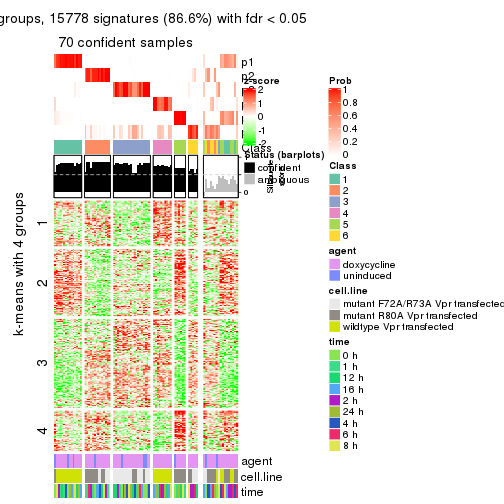 groups, 15778 signatures (86.6%) with fdr < 0.05
70 confident samples
p1
p2
z-score
2
1
0
-1
-2
Class
Status (barplots)
confident
ambiguous
1
0
Silhouette
score
k-means with 4 groups
1
2
3
4
agent
cell.line
time
Prob
1
0.8
0.6
0.4
0.2
0
Class
1
2
3
4
5
6
agent
doxycycline
uninduced
cell.line
mutant F72A/R73A Vpr transfected
mutant R80A Vpr transfected
wildtype Vpr transfected
time
0 h
1 h
12 h
16 h
2 h
24 h
4 h
6 h
8 h